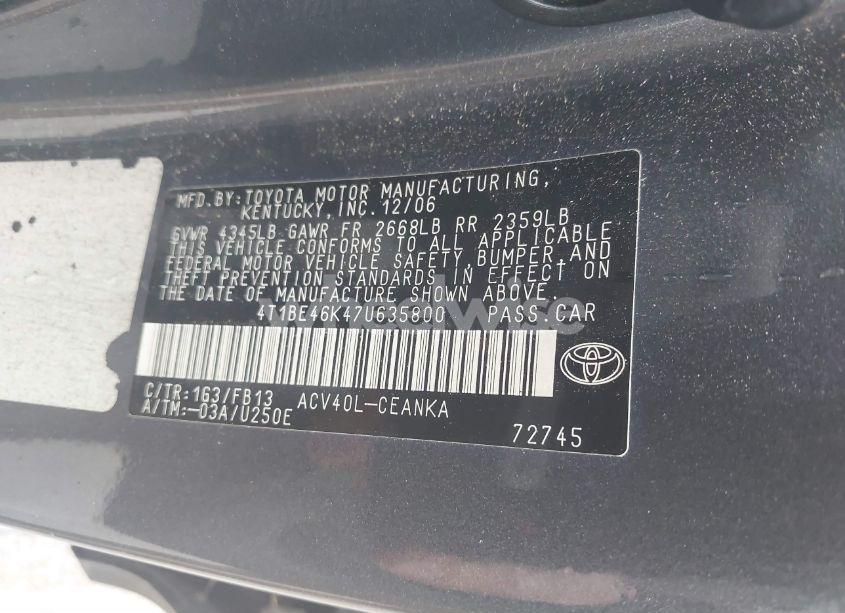 MFD.BY:TOYOTA MOTOR MANUFACTURING,
KENTUCKY, INC. 12/06
GVWR 4345LB GAWR FR 2668LB RR 2359LB
THIS VEHICLE CONFORMS TO ALL APPLICABLE
FEDERAL MOTOR VEHICLE SAFETY, BUMPER, AND
THEFT PREVENTION STANDARDS IN EFFECT ON
THE DATE OF MANUFACTURE SHOWN ABOVE.
4T1BE46K47U635800 PASS.CAR
C/TR:1G3/FB13 ACV40L-CEANKA
A/TM:-03A/U250E
72745